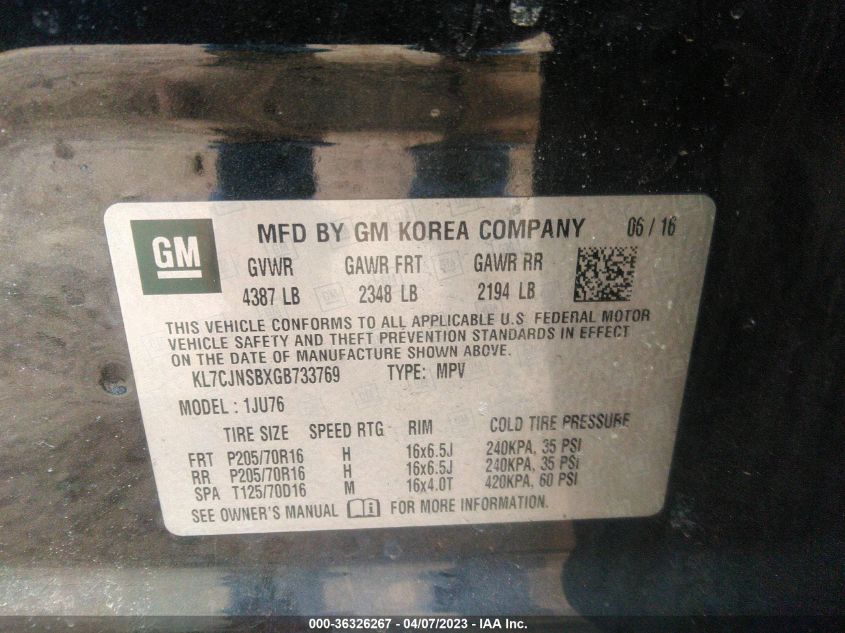 GM MFD BY GM KOREA COMPANY 06 / 16
GVWR GAWR FRT GAWR RR
4387 LB 2348 LB 2194 LB
THIS VEHICLE CONFORMS TO ALL APPLICABLE U.S. FEDERAL MOTOR
VEHICLE SAFETY AND THEFT PREVENTION STANDARDS IN EFFECT
ON THE DATE OF MANUFACTURE SHOWN ABOVE.
KL7CJNSBXGB733769 TYPE: MPV
MODEL : 1JU76
TIRE SIZE SPEED RTG RIM COLD TIRE PRESSURE
FRT P205/70R16 H 16x6.5J 240KPA, 35 PSI
RR P205/70R16 H 16x6.5J 240KPA, 35 PSI
SPA T125/70D16 M 16x4.0T 420KPA, 60 PSI
SEE OWNER'S MANUAL FOR MORE INFORMATION.
000-36326267 - 04/07/2023 - IAA Inc.